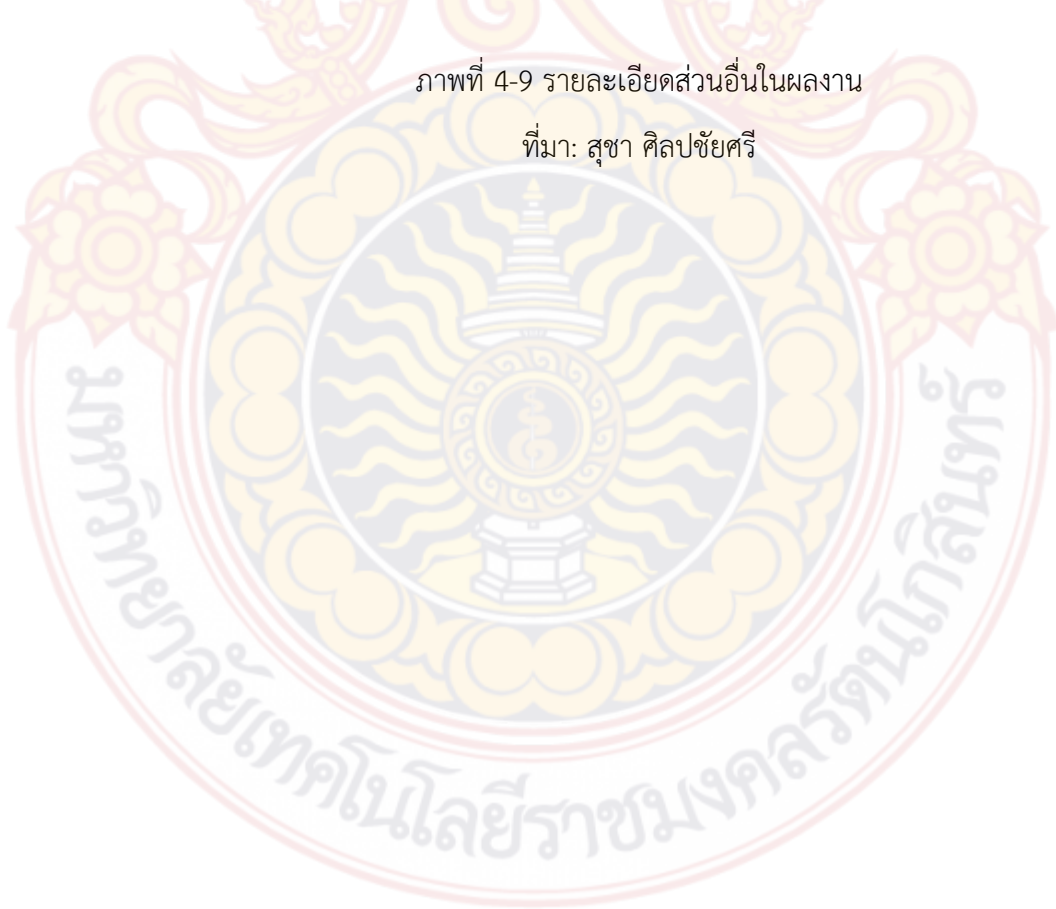 ภาพที่ 4-9 รายละเอียดส่วนอื่นในผลงาน
ที่มา: สุชา ศิลปชัยศรี
มหาวิทยาลัยเทคโนโลยีราชมงคลรัตนโกสินทร์